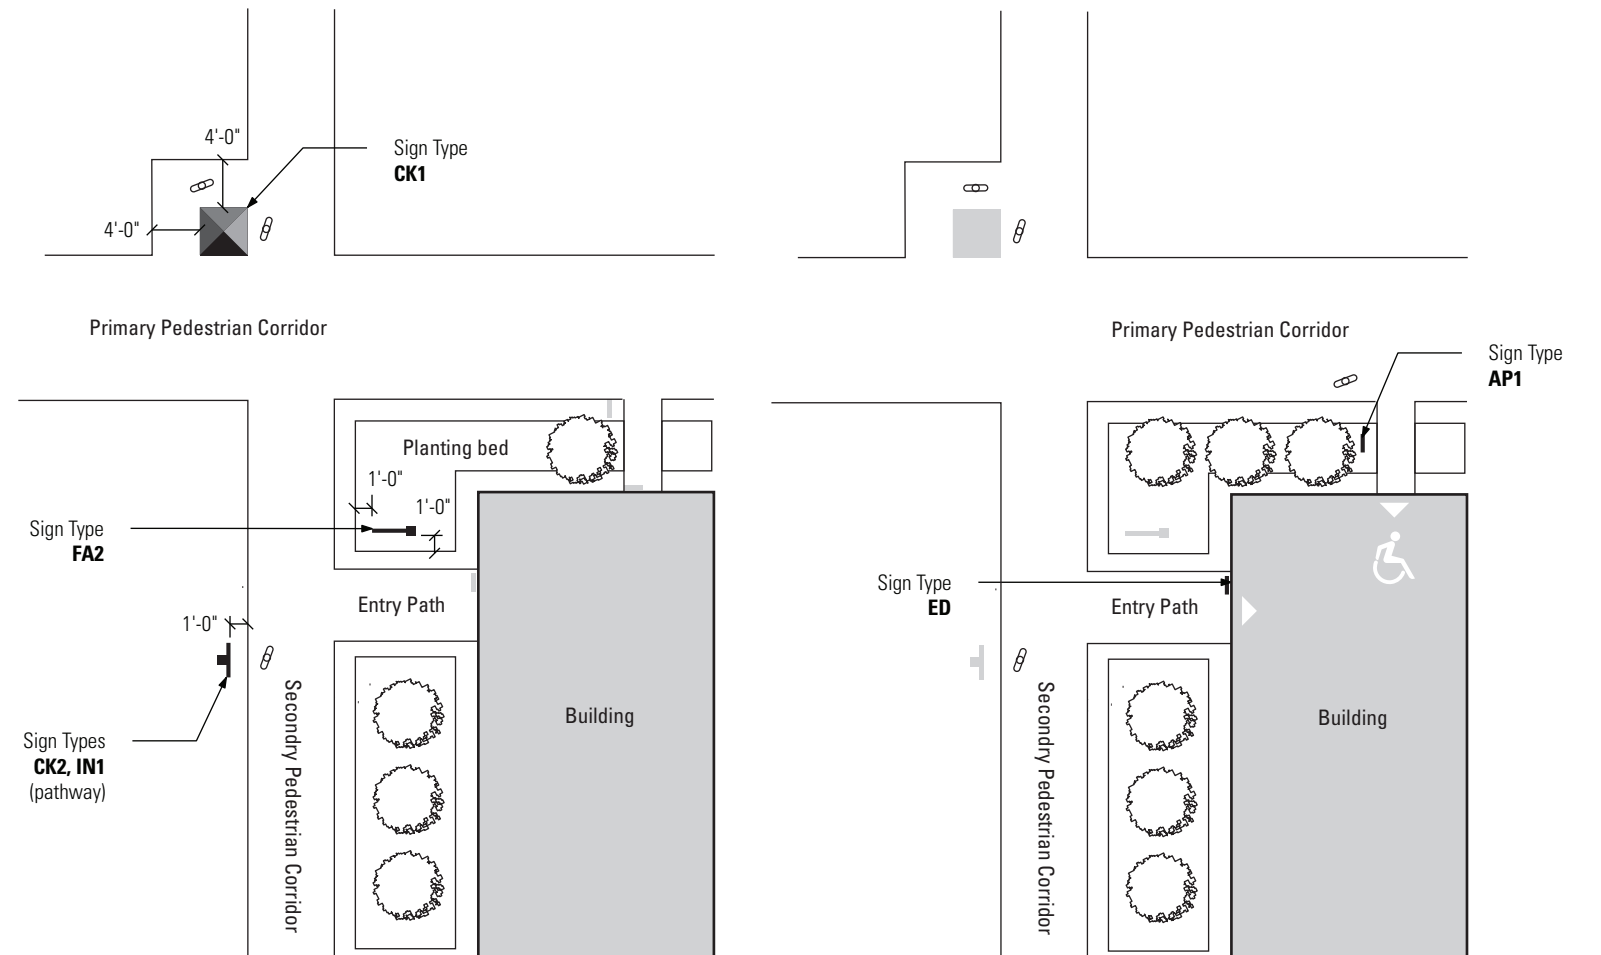 4'-0"
Sign Type
CK1
4'-0"
Primary Pedestrian Corridor
Planting bed
1'-0"
1'-0"
Sign Type
FA2
Entry Path
1'-0"
Sign Types
CK2, IN1
(pathway)
Secondry Pedestrian Corridor
Building
Primary Pedestrian Corridor
Sign Type
AP1
Sign Type
ED
Entry Path
Secondry Pedestrian Corridor
Building